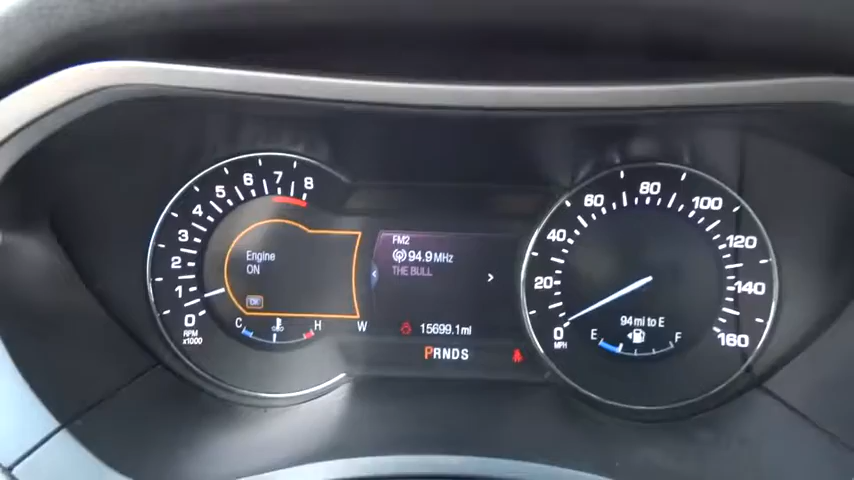 0 1 2 3 4 5 6 7 8
RPM
x1000
Engine
ON
OK
C H
W
FM2
94.9 MHz
THE BULL
15699.1 mi
PRNDS
0 20 40 60 80 100 120 140 160
MPH
94 mi to E
E F